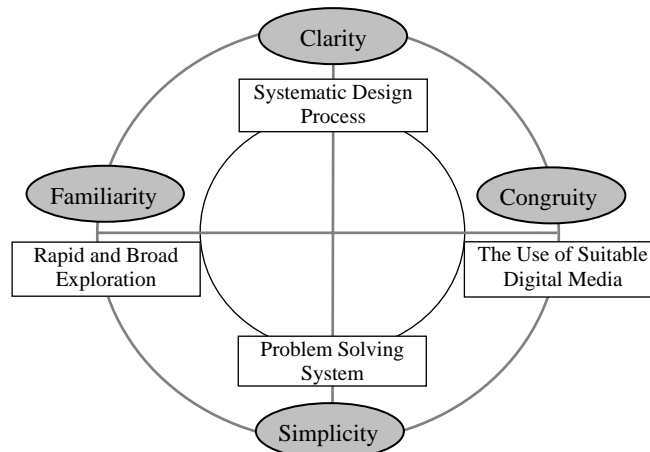 Clarity
Systematic Design
Process
Familiarity
Congruity
Rapid and Broad
Exploration
The Use of Suitable
Digital Media
Problem Solving
System
Simplicity